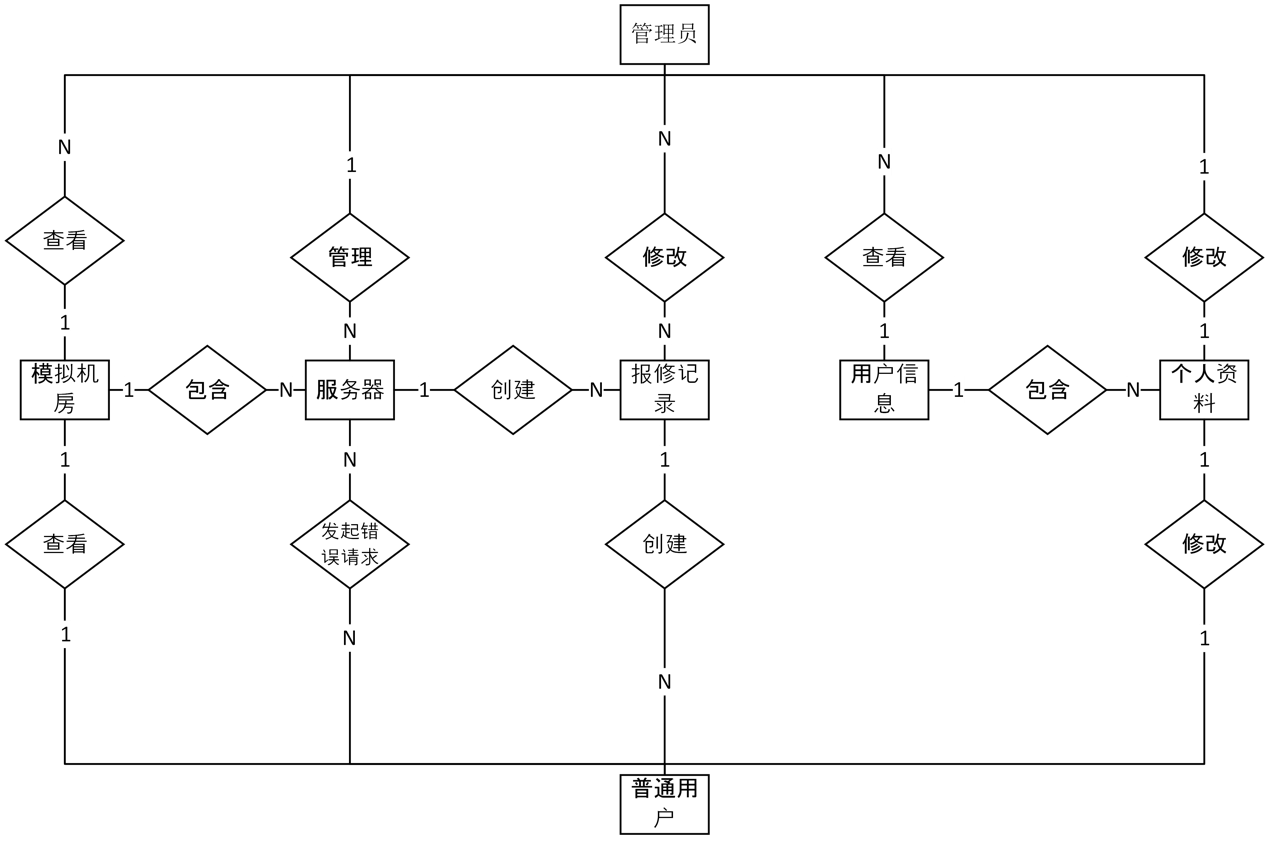 管理员
N
1
N
N
1
查看
管理
修改
查看
修改
1
N
N
1
1
模拟机
房
1
包含
N
服务器
1
创建
N
报修记
录
用户信
息
1
包含
N
个人资
料
1
N
1
1
查看
发起错
误请求
创建
修改
1
N
N
1
普通用
户